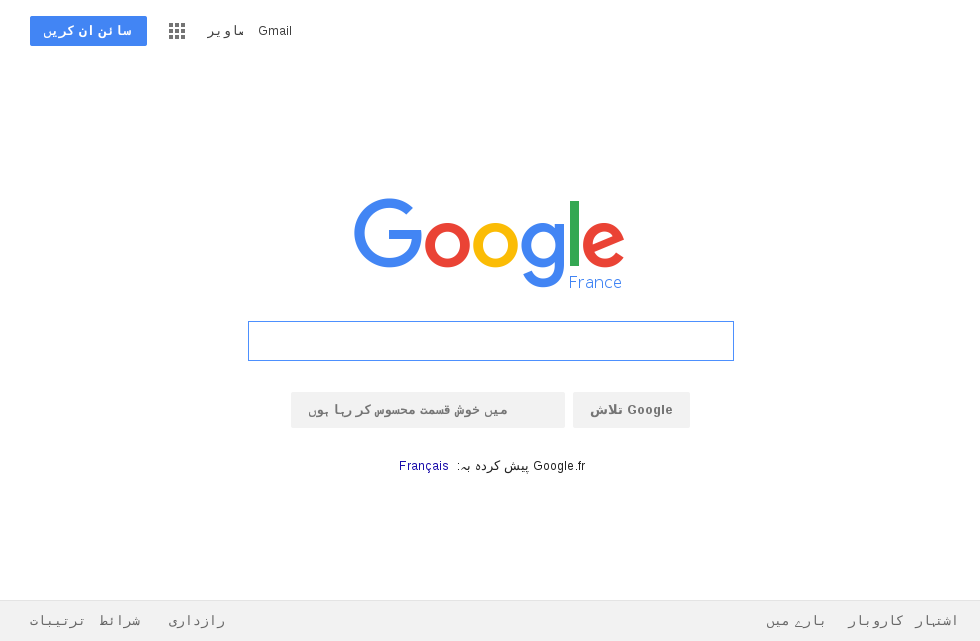 Gmail تصاویر سائن ان کریں
Google
France
Google تلاش میں خوش قسمت محسوس کر رہا ہوں
Google.fr پیش کردہ بہ: Français
اشتہار کاروبار بارے میں رازداری شرائط ترتیبات